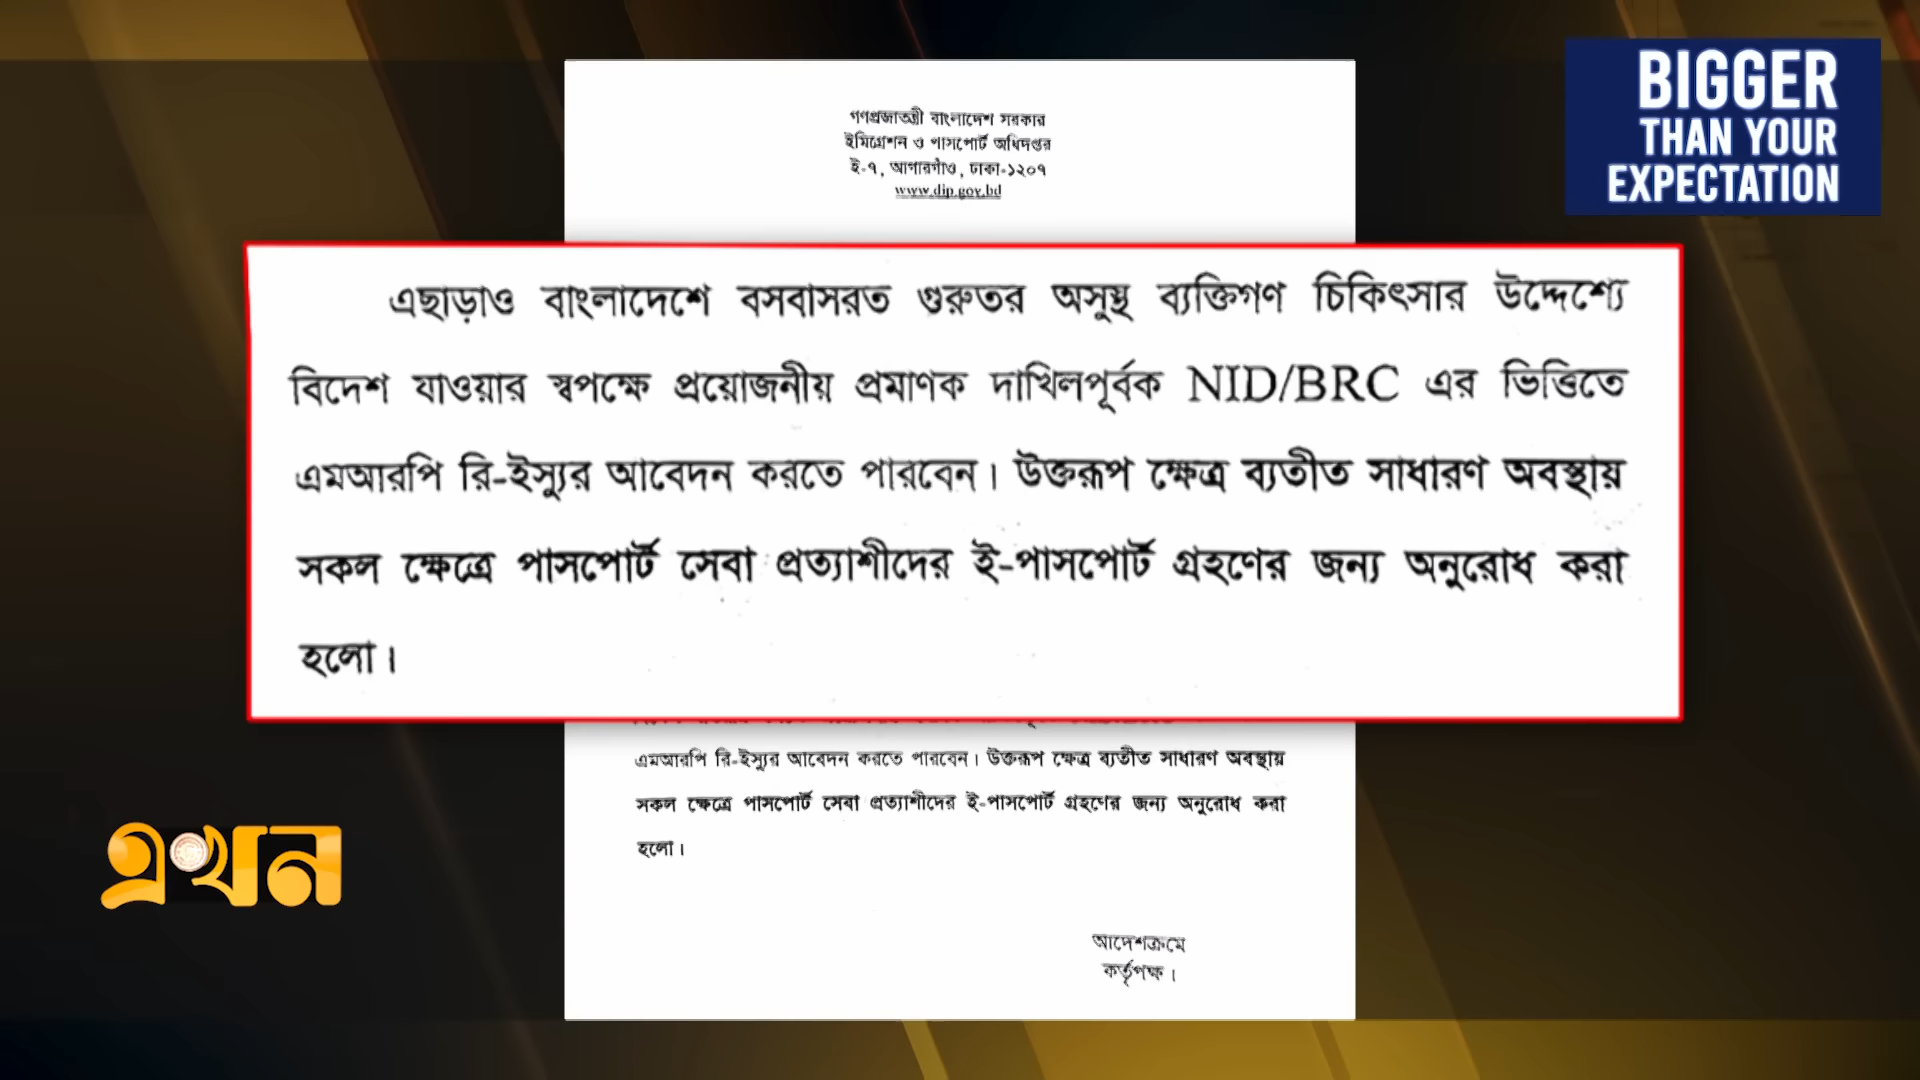 গণপ্রজাতন্ত্রী বাংলাদেশ সরকার
ইমিগ্রেশন ও পাসপোর্ট অধিদপ্তর
ই-৭, আগারগাঁও, ঢাকা-১২০৭
www.dip.gov.bd
BIGGER
THAN YOUR
EXPECTATION
এছাড়াও বাংলাদেশে বসবাসরত গুরুতর অসুস্থ ব্যক্তিগণ চিকিৎসার উদ্দেশ্যে
বিদেশ যাওয়ার স্বপক্ষে প্রয়োজনীয় প্রমাণক দাখিলপূর্বক NID/BRC এর ভিত্তিতে
এমআরপি রি-ইস্যুর আবেদন করতে পারবেন। উক্তরূপ ক্ষেত্র ব্যতীত সাধারণ অবস্থায়
সকল ক্ষেত্রে পাসপোর্ট সেবা প্রত্যাশীদের ই-পাসপোর্ট গ্রহণের জন্য অনুরোধ করা
হলো।
এমআরপি রি-ইস্যুর আবেদন করতে পারবেন। উক্তরূপ ক্ষেত্র ব্যতীত সাধারণ অবস্থায়
সকল ক্ষেত্রে পাসপোর্ট সেবা প্রত্যাশীদের ই-পাসপোর্ট গ্রহণের জন্য অনুরোধ করা
হলো।
এখন
আদেশক্রমে
কর্তৃপক্ষ।